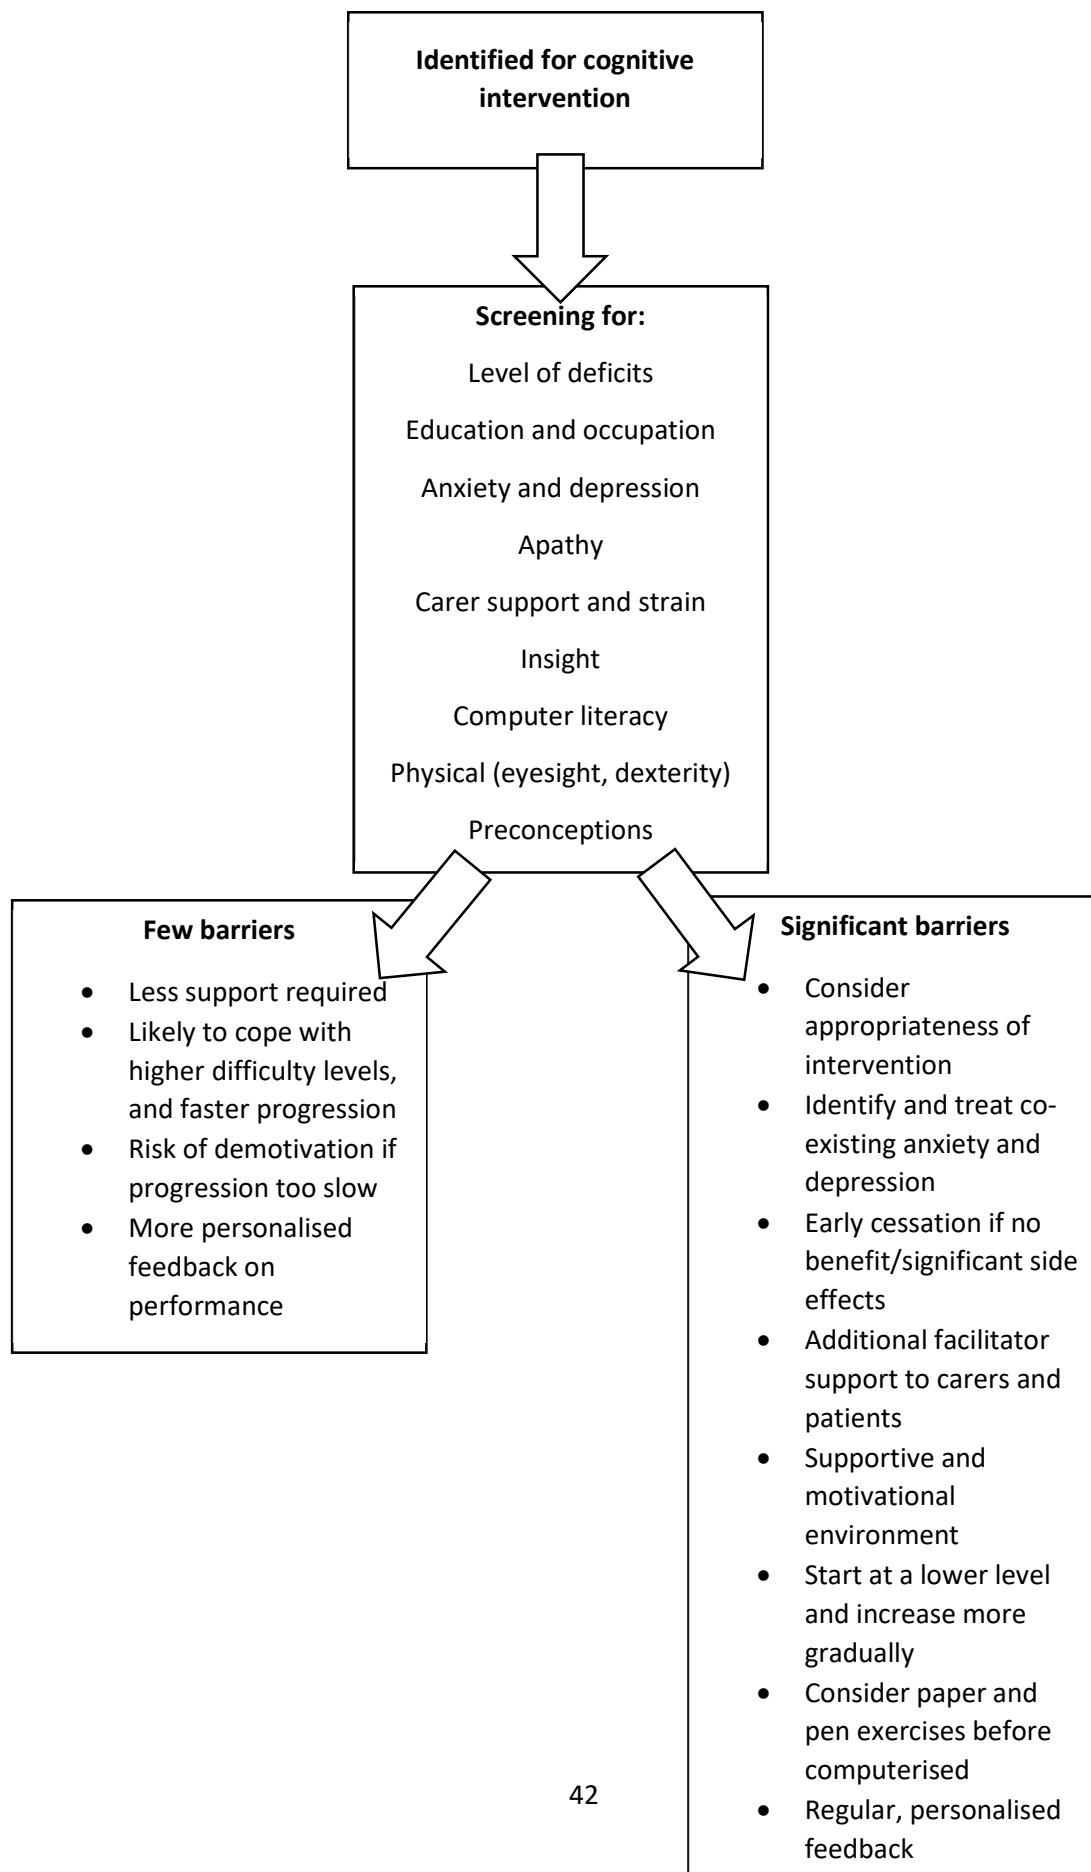 Identified for cognitive
intervention
Screening for:
Level of deficits
Education and occupation
Anxiety and depression
Apathy
Carer support and strain
Insight
Computer literacy
Physical (eyesight, dexterity)
Preconceptions
Few barriers
• Less support required
• Likely to cope with
higher difficulty levels,
and faster progression
• Risk of demotivation if
progression too slow
• More personalised
feedback on
performance
Significant barriers
• Consider
appropriateness of
intervention
• Identify and treat co-
existing anxiety and
depression
• Early cessation if no
benefit/significant side
effects
• Additional facilitator
support to carers and
patients
• Supportive and
motivational
environment
• Start at a lower level
and increase more
gradually
• Consider paper and
pen exercises before
computerised
• Regular, personalised
feedback
42